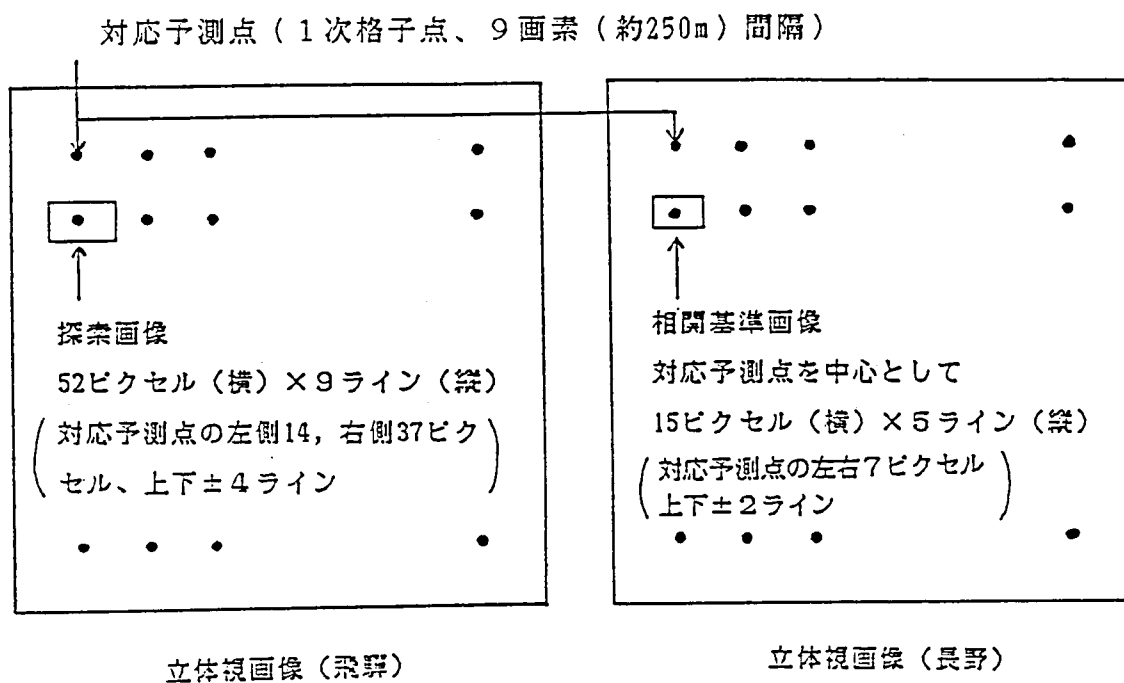 対応予測点（１次格子点、９画素（約250m）間隔）
探索画像
52ピクセル（横）×９ライン（縦）
（対応予測点の左側14，右側37ピク
セル、上下±４ライン）
相関基準画像
対応予測点を中心として
15ピクセル（横）×５ライン（縦）
（対応予測点の左右７ピクセル
上下±２ライン）
立体視画像（飛騨）
立体視画像（長野）